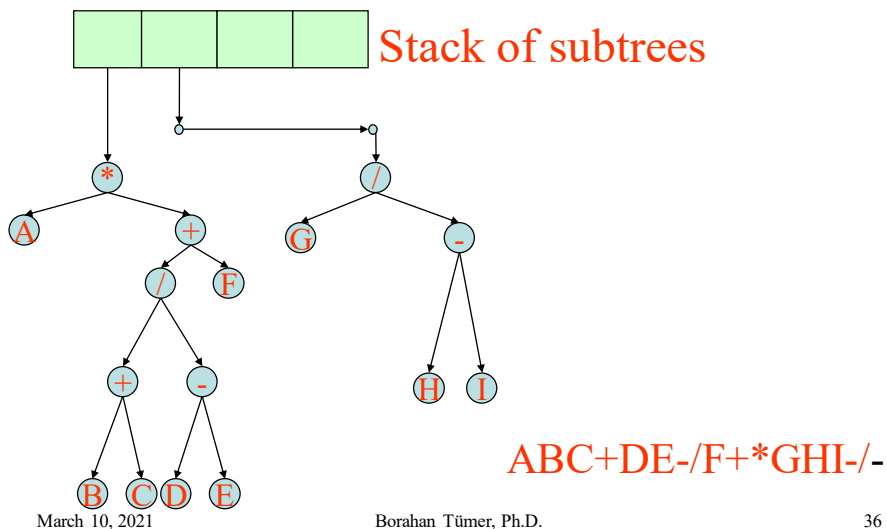 Stack of subtrees
* /
A + G -
/ F
+ - H I
B C D E
ABC+DE-/F+*GHI-/-
March 10, 2021 Borahan Tümer, Ph.D. 36